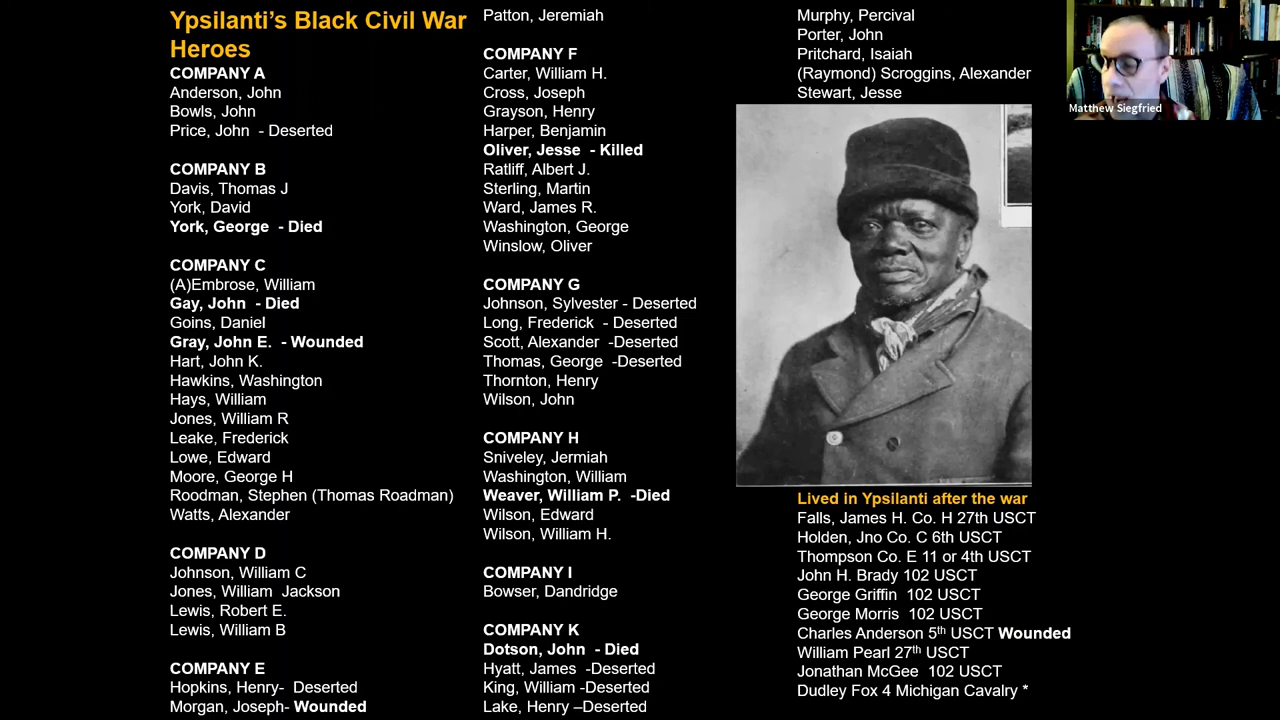 Ypsilanti's Black Civil War
Heroes
COMPANY A
Anderson, John
Bowls, John
Price, John - Deserted
COMPANY B
Davis, Thomas J
York, David
York, George - Died
COMPANY C
(A)Embrose, William
Gay, John - Died
Goins, Daniel
Gray, John E. - Wounded
Hart, John K.
Hawkins, Washington
Hays, William
Jones, William R
Leake, Frederick
Lowe, Edward
Moore, George H
Roodman, Stephen (Thomas Roadman)
Watts, Alexander
COMPANY D
Johnson, William C
Jones, William Jackson
Lewis, Robert E.
Lewis, William B
COMPANY E
Hopkins, Henry- Deserted
Morgan, Joseph- Wounded
Patton, Jeremiah
COMPANY F
Carter, William H.
Cross, Joseph
Grayson, Henry
Harper, Benjamin
Oliver, Jesse - Killed
Ratliff, Albert J.
Sterling, Martin
Ward, James R.
Washington, George
Winslow, Oliver
COMPANY G
Johnson, Sylvester - Deserted
Long, Frederick - Deserted
Scott, Alexander -Deserted
Thomas, George -Deserted
Thornton, Henry
Wilson, John
COMPANY H
Sniveley, Jermiah
Washington, William
Weaver, William P. -Died
Wilson, Edward
Wilson, William H.
COMPANY I
Bowser, Dandridge
COMPANY K
Dotson, John - Died
Hyatt, James -Deserted
King, William -Deserted
Lake, Henry –Deserted
Murphy, Percival
Porter, John
Pritchard, Isaiah
(Raymond) Scroggins, Alexander
Stewart, Jesse
Lived in Ypsilanti after the war
Falls, James H. Co. H 27th USCT
Holden, Jno Co. C 6th USCT
Thompson Co. E 11 or 4th USCT
John H. Brady 102 USCT
George Griffin 102 USCT
George Morris 102 USCT
Charles Anderson 5th USCT Wounded
William Pearl 27th USCT
Jonathan McGee 102 USCT
Dudley Fox 4 Michigan Cavalry *
Matthew Siegfried